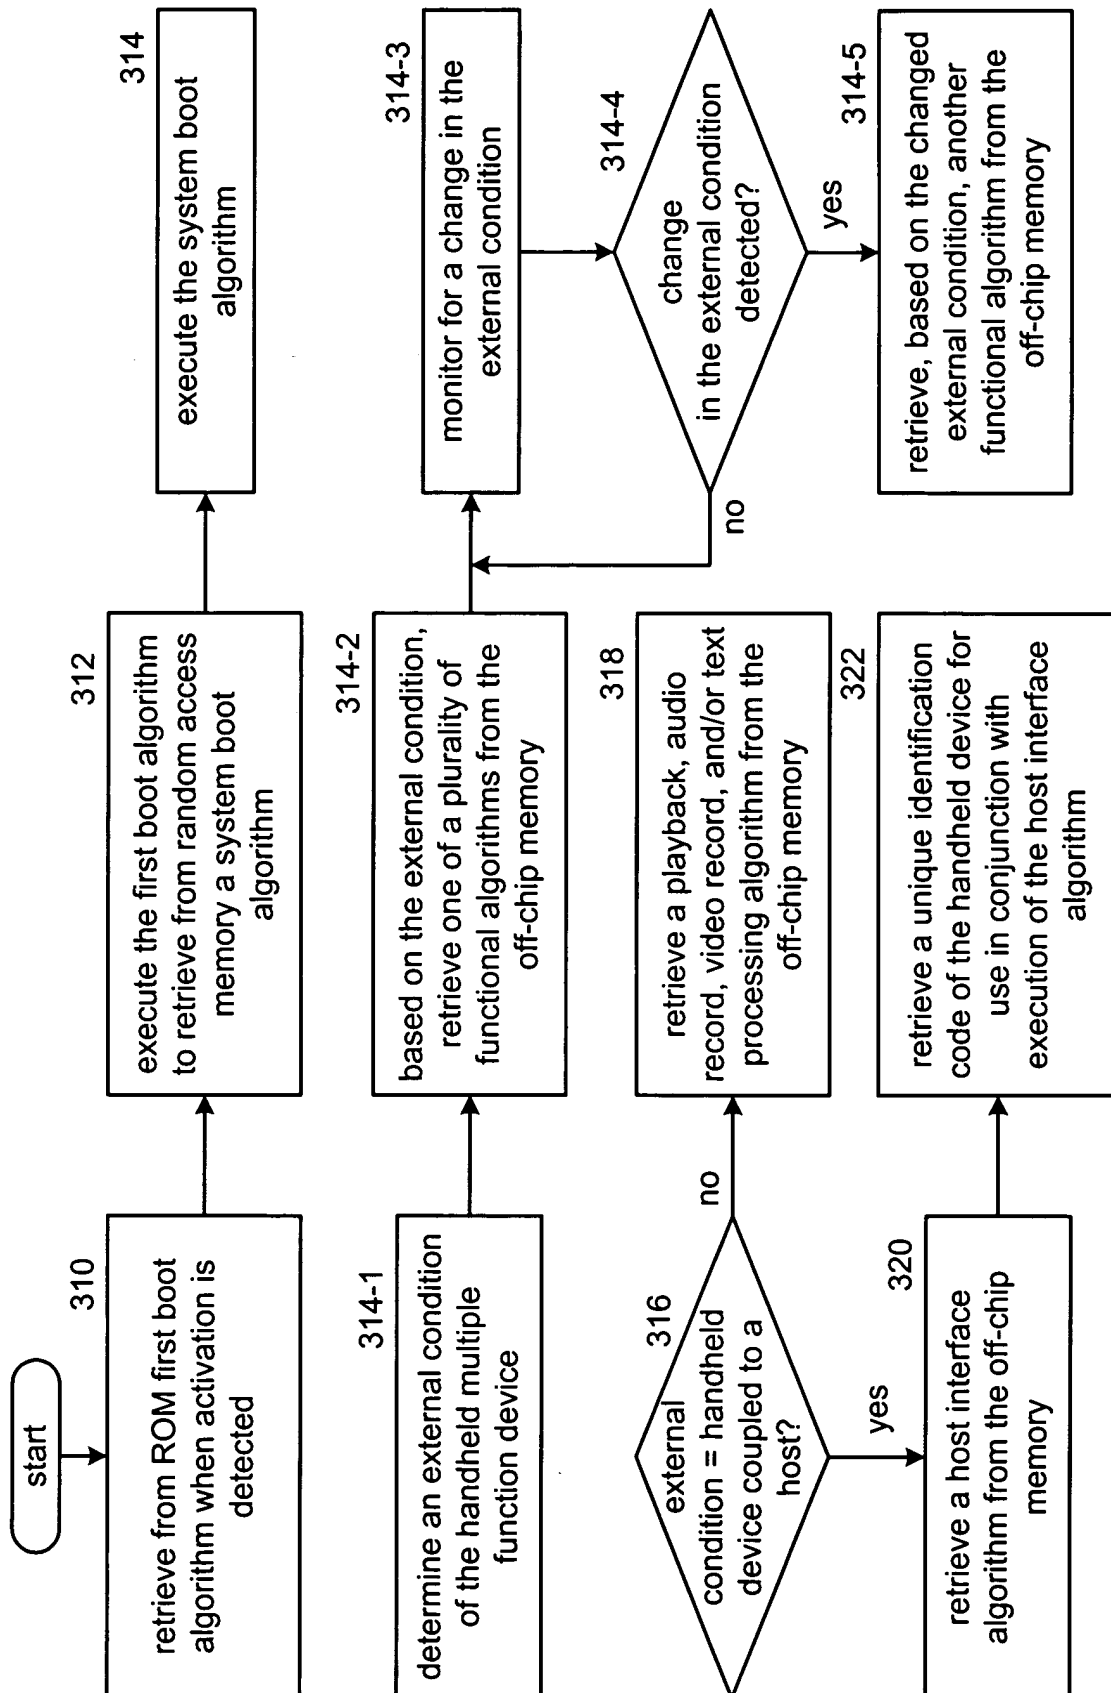 start
310
retrieve from ROM first boot
algorithm when activation is
detected
312
execute the first boot algorithm
to retrieve from random access
memory a system boot
algorithm
314
execute the system boot
algorithm
314-1
determine an external condition
of the handheld multiple
function device
314-2
based on the external condition,
retrieve one of a plurality of
functional algorithms from the
off-chip memory
314-3
monitor for a change in the
external condition
314-4
change
in the external condition
detected?
no
yes
314-5
retrieve, based on the changed
external condition, another
functional algorithm from the
off-chip memory
316
external
condition = handheld
device coupled to a
host?
no
yes
318
retrieve a playback, audio
record, video record, and/or text
processing algorithm from the
off-chip memory
320
retrieve a host interface
algorithm from the off-chip
memory
322
retrieve a unique identification
code of the handheld device for
use in conjunction with
execution of the host interface
algorithm